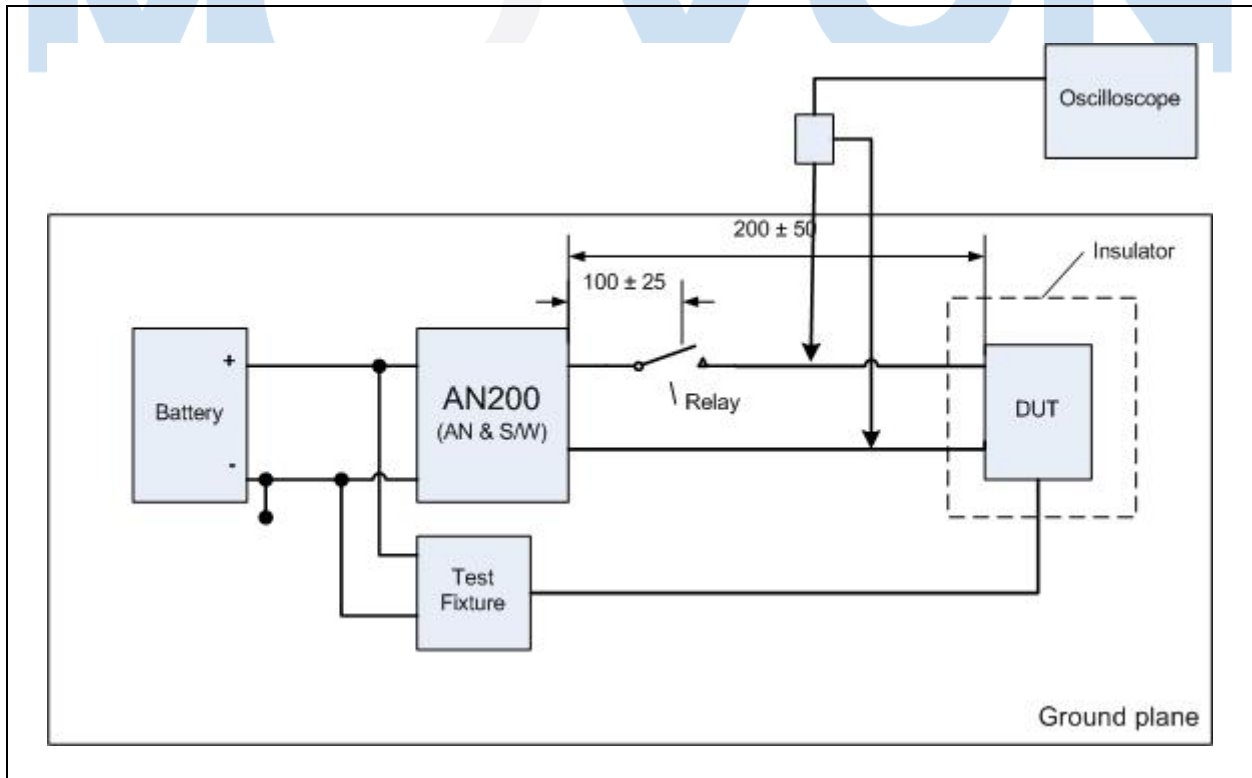 Oscilloscope
200 ± 50
Insulator
100 ± 25
+
Battery
-
AN200
(AN & S/W)
Relay
DUT
Test
Fixture
Ground plane